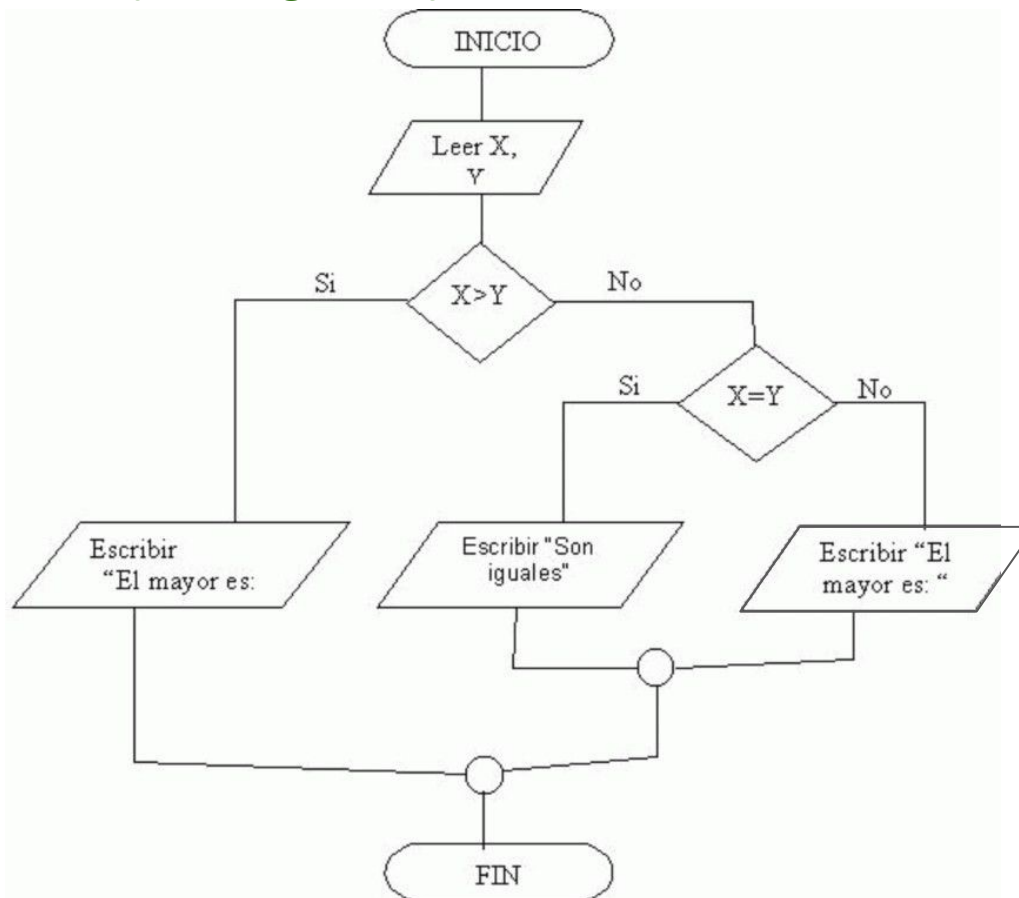 INICIO
Leer X,
Y
X>Y
Si
No
X=Y
Si
No
Escribir
“El mayor es:
Escribir "Son
iguales"
Escribir “El
mayor es: “
FIN